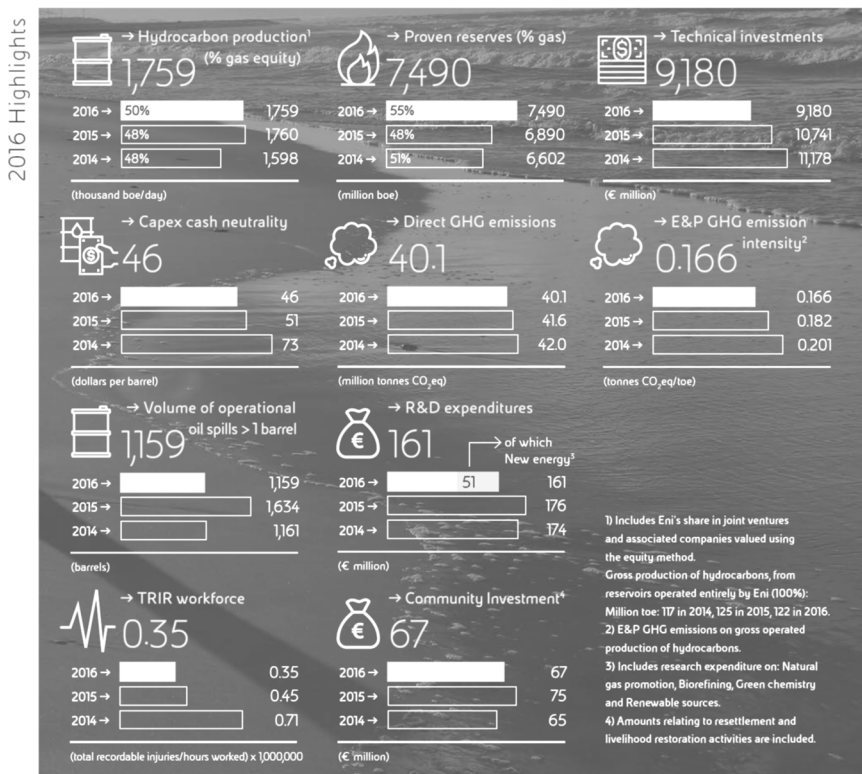 2016 Highlights
→ Hydrocarbon production¹
(% gas equity)
1,759
2016 → 50% 1,759
2015 → 48% 1,760
2014 → 48% 1,598
(thousand boe/day)
→ Proven reserves (% gas)
7,490
2016 → 55% 7,490
2015 → 48% 6,890
2014 → 51% 6,602
(million boe)
→ Technical investments
9,180
2016 → 9,180
2015 → 10,741
2014 → 11,178
(€ million)
→ Capex cash neutrality
46
2016 → 46
2015 → 51
2014 → 73
(dollars per barrel)
→ Direct GHG emissions
40.1
2016 → 40.1
2015 → 41.6
2014 → 42.0
(million tonnes CO₂eq)
→ E&P GHG emission
intensity²
0.166
2016 → 0.166
2015 → 0.182
2014 → 0.201
(tonnes CO₂eq/toe)
→ Volume of operational
oil spills > 1 barrel
1,159
2016 → 1,159
2015 → 1,634
2014 → 1,161
(barrels)
→ R&D expenditures
€ 161
→ of which
New energy³
2016 → 51 161
2015 → 176
2014 → 174
(€ million)
→ TRIR workforce
0.35
2016 → 0.35
2015 → 0.45
2014 → 0.71
(total recordable injuries/hours worked) x 1,000,000
→ Community Investment⁴
€ 67
2016 → 67
2015 → 75
2014 → 65
(€ million)
1) Includes Eni's share in joint ventures
and associated companies valued using
the equity method.
Gross production of hydrocarbons, from
reservoirs operated entirely by Eni (100%):
Million toe: 117 in 2014, 125 in 2015, 122 in 2016.
2) E&P GHG emissions on gross operated
production of hydrocarbons.
3) Includes research expenditure on: Natural
gas promotion, Biorefining, Green chemistry
and Renewable sources.
4) Amounts relating to resettlement and
livelihood restoration activities are included.